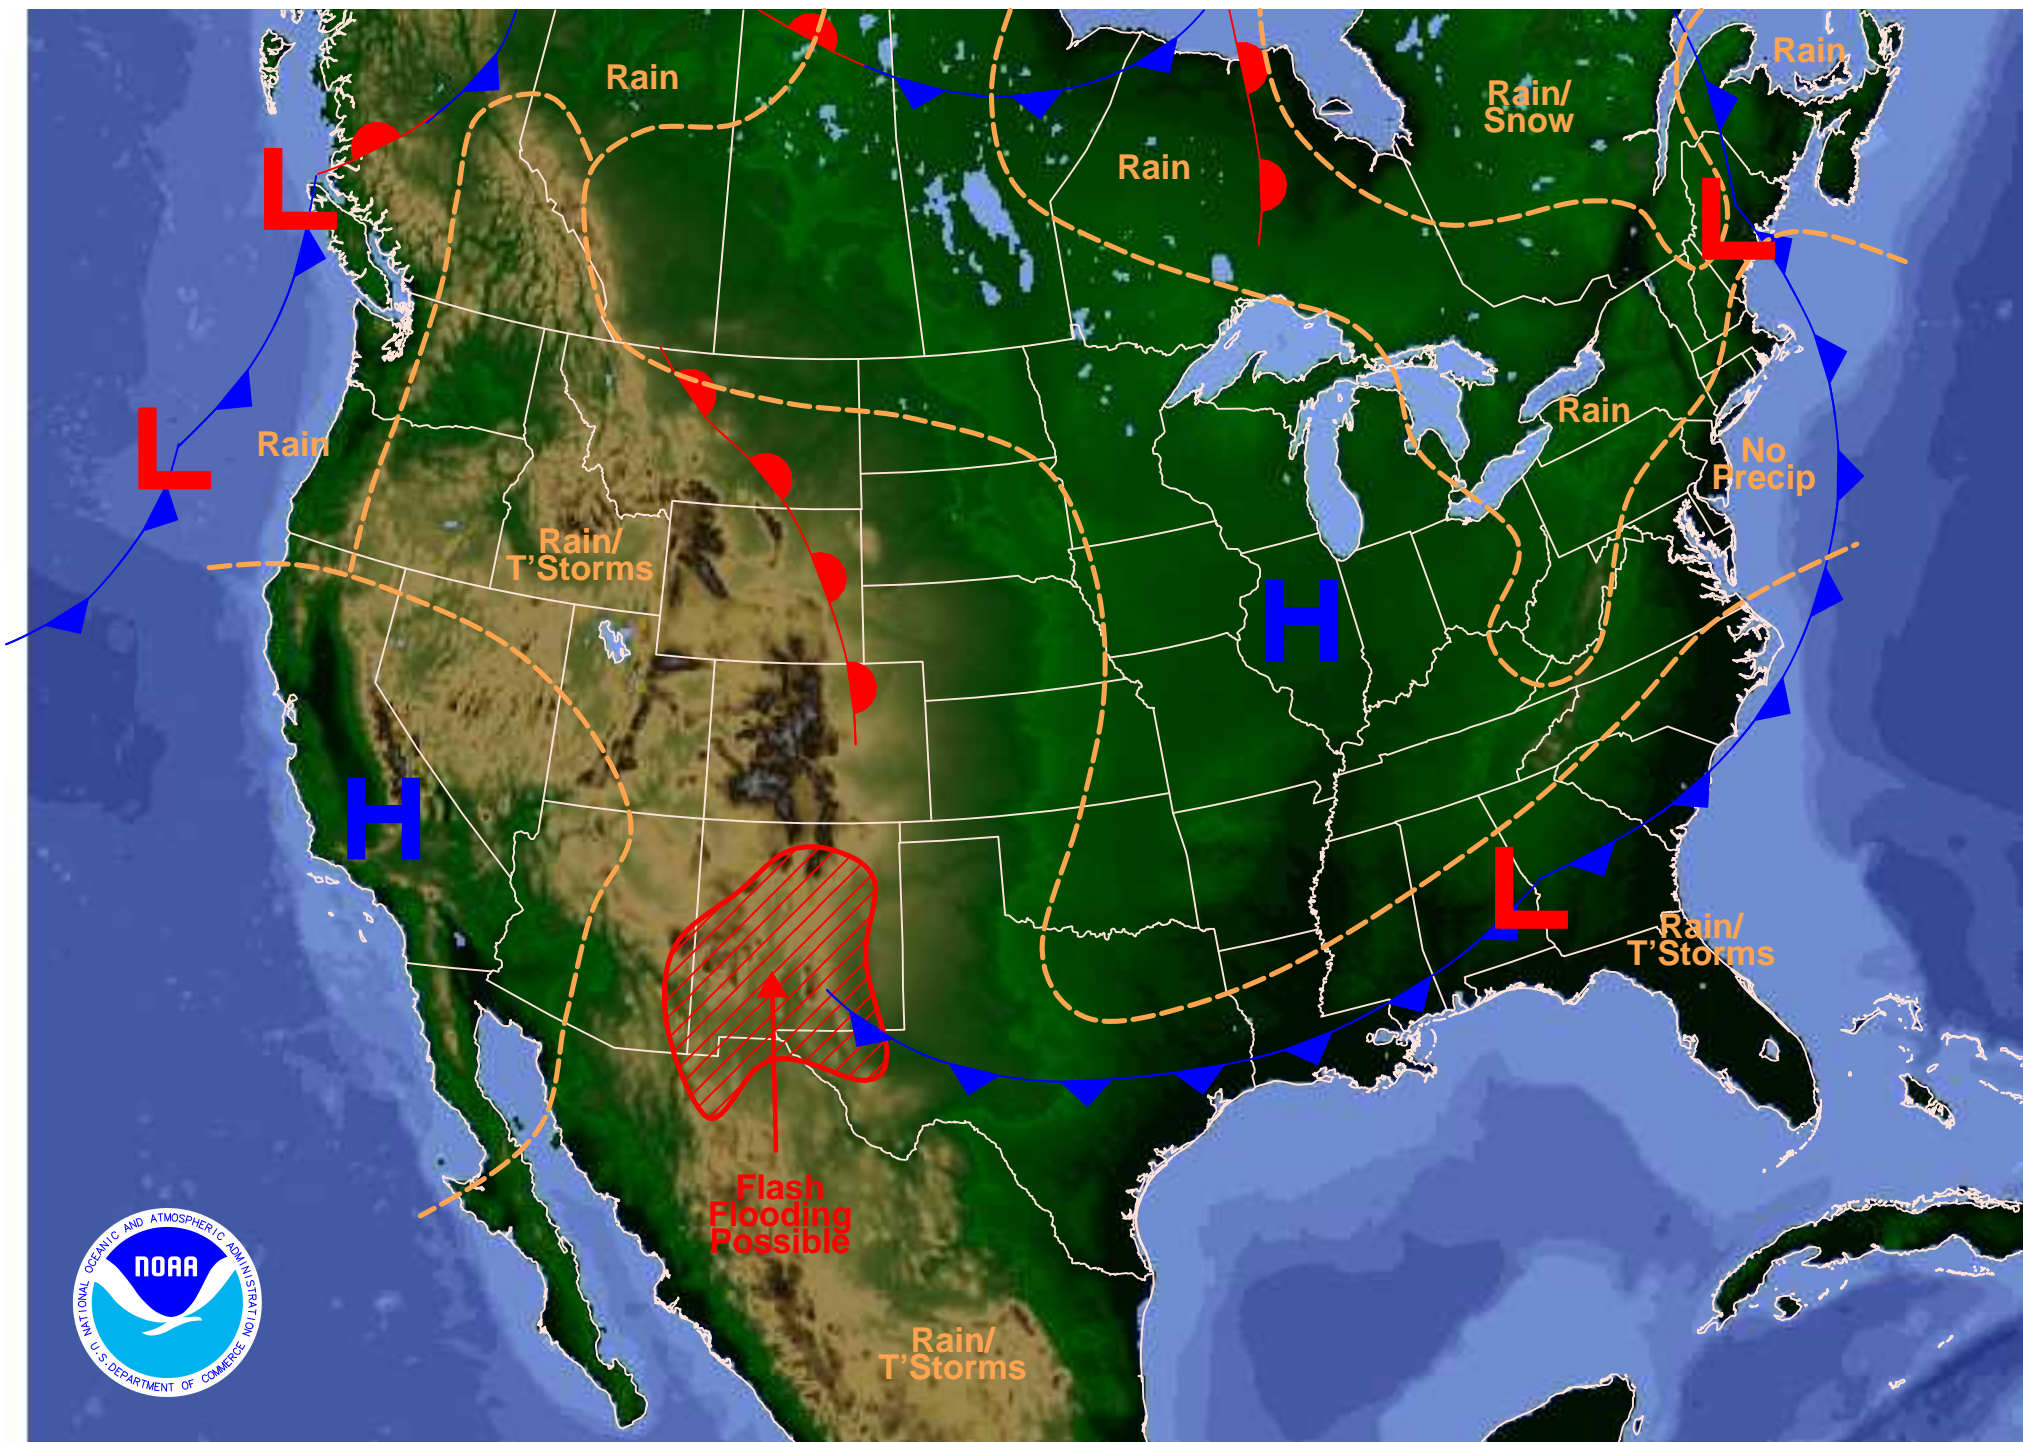 Rain
Rain
Rain/
Snow
Rain
L
L
L
Rain
Rain
No
Precip
Rain/
T'Storms
H
H
L
Rain/
T'Storms
Flash
Flooding
Possible
Rain/
T'Storms
NATIONAL OCEANIC AND ATMOSPHERIC ADMINISTRATION
NOAA
U.S. DEPARTMENT OF COMMERCE